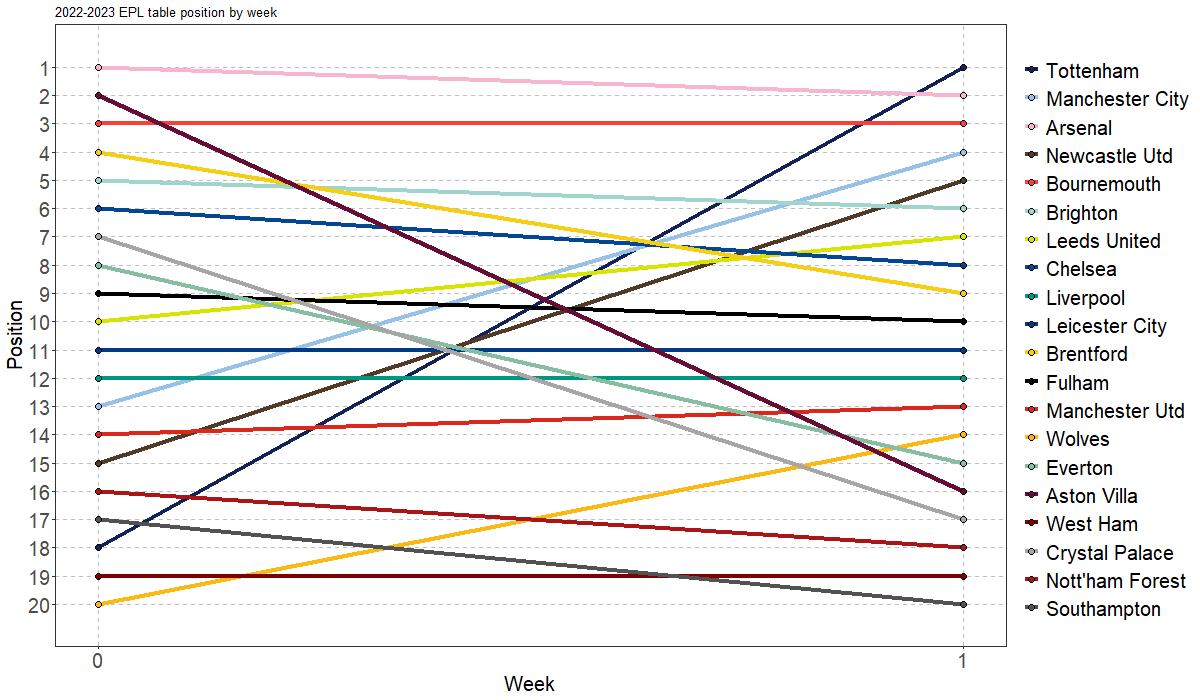 2022-2023 EPL table position by week
Position
1
2
3
4
5
6
7
8
9
10
11
12
13
14
15
16
17
18
19
20
0 1
Week
Tottenham
Manchester City
Arsenal
Newcastle Utd
Bournemouth
Brighton
Leeds United
Chelsea
Liverpool
Leicester City
Brentford
Fulham
Manchester Utd
Wolves
Everton
Aston Villa
West Ham
Crystal Palace
Nott'ham Forest
Southampton